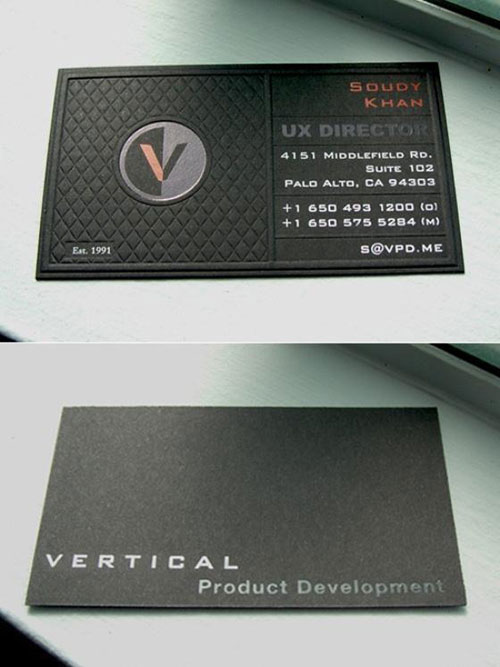 V
Est. 1991
Soudy
Khan
UX DIRECTOR
4151 Middlefield Rd.
Suite 102
Palo Alto, CA 94303
+1 650 493 1200 (o)
+1 650 575 5284 (m)
s@vpd.me
VERTICAL
Product Development